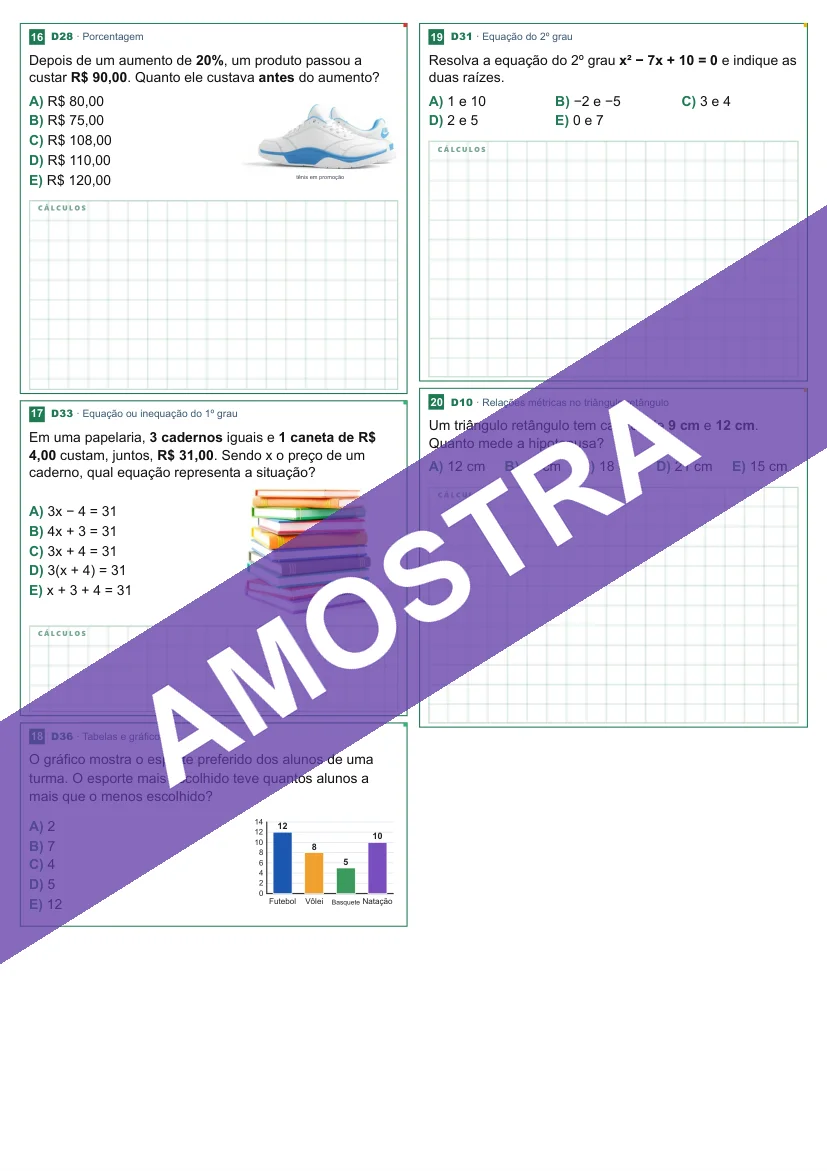 16 D28 · Porcentagem
Depois de um aumento de 20%, um produto passou a
custar R$ 90,00. Quanto ele custava antes do aumento?
A) R$ 80,00
B) R$ 75,00
C) R$ 108,00
D) R$ 110,00
E) R$ 120,00
tênis em promoção
CÁLCULOS
17 D33 · Equação ou inequação do 1º grau
Em uma papelaria, 3 cadernos iguais e 1 caneta de R$
4,00 custam, juntos, R$ 31,00. Sendo x o preço de um
caderno, qual equação representa a situação?
A) 3x − 4 = 31
B) 4x + 3 = 31
C) 3x + 4 = 31
D) 3(x + 4) = 31
E) x + 3 + 4 = 31
CÁLCULOS
18 D36 · Tabelas e
O gráfico mostra o preferido dos alunos de uma
turma. O esporte mais teve quantos alunos a
mais que o menos escolhido?
A) 2
B) 7
C) 4
D) 5
E) 12
14
12
10
8
6
4
2
0
12
8
5
10
Futebol Vôlei Basquete Natação
19 D31 · Equação do 2º grau
Resolva a equação do 2º grau x² − 7x + 10 = 0 e indique as
duas raízes.
A) 1 e 10 B) −2 e −5 C) 3 e 4
D) 2 e 5 E) 0 e 7
CÁLCULOS
20 D10 · Relações métricas no triângulo retângulo
Um triângulo retângulo tem 9 cm e 12 cm.
Quanto mede a hipotenusa?
A) 12 cm B) cm 18 D) 21 cm E) 15 cm
AMOSTRA